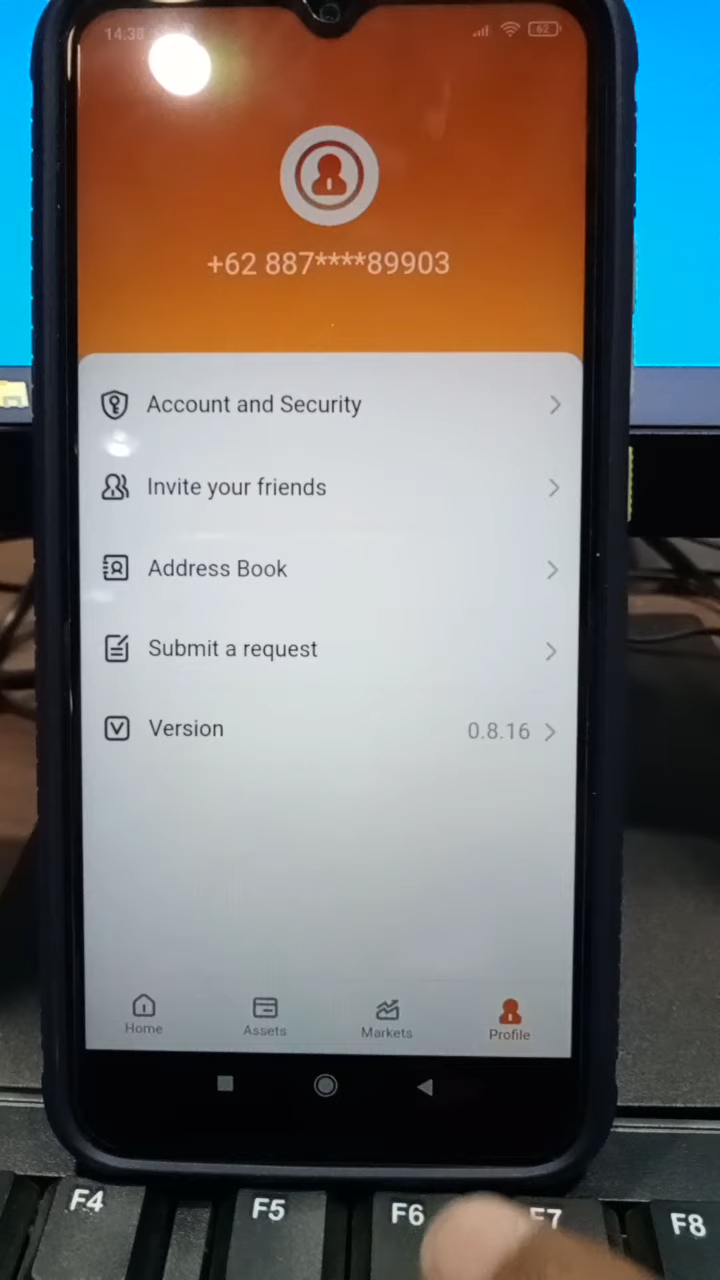 14.38
62
+62 887****89903
Account and Security
Invite your friends
Address Book
Submit a request
Version 0.8.16
Home Assets Markets Profile
F4 F5 F6 F7 F8